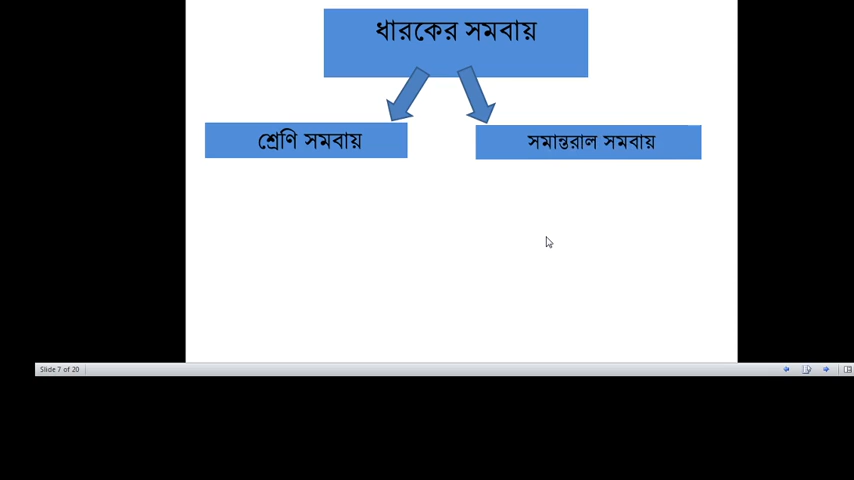 ধারকের সমবায়
শ্রেণি সমবায়
সমান্তরাল সমবায়
Slide 7 of 20